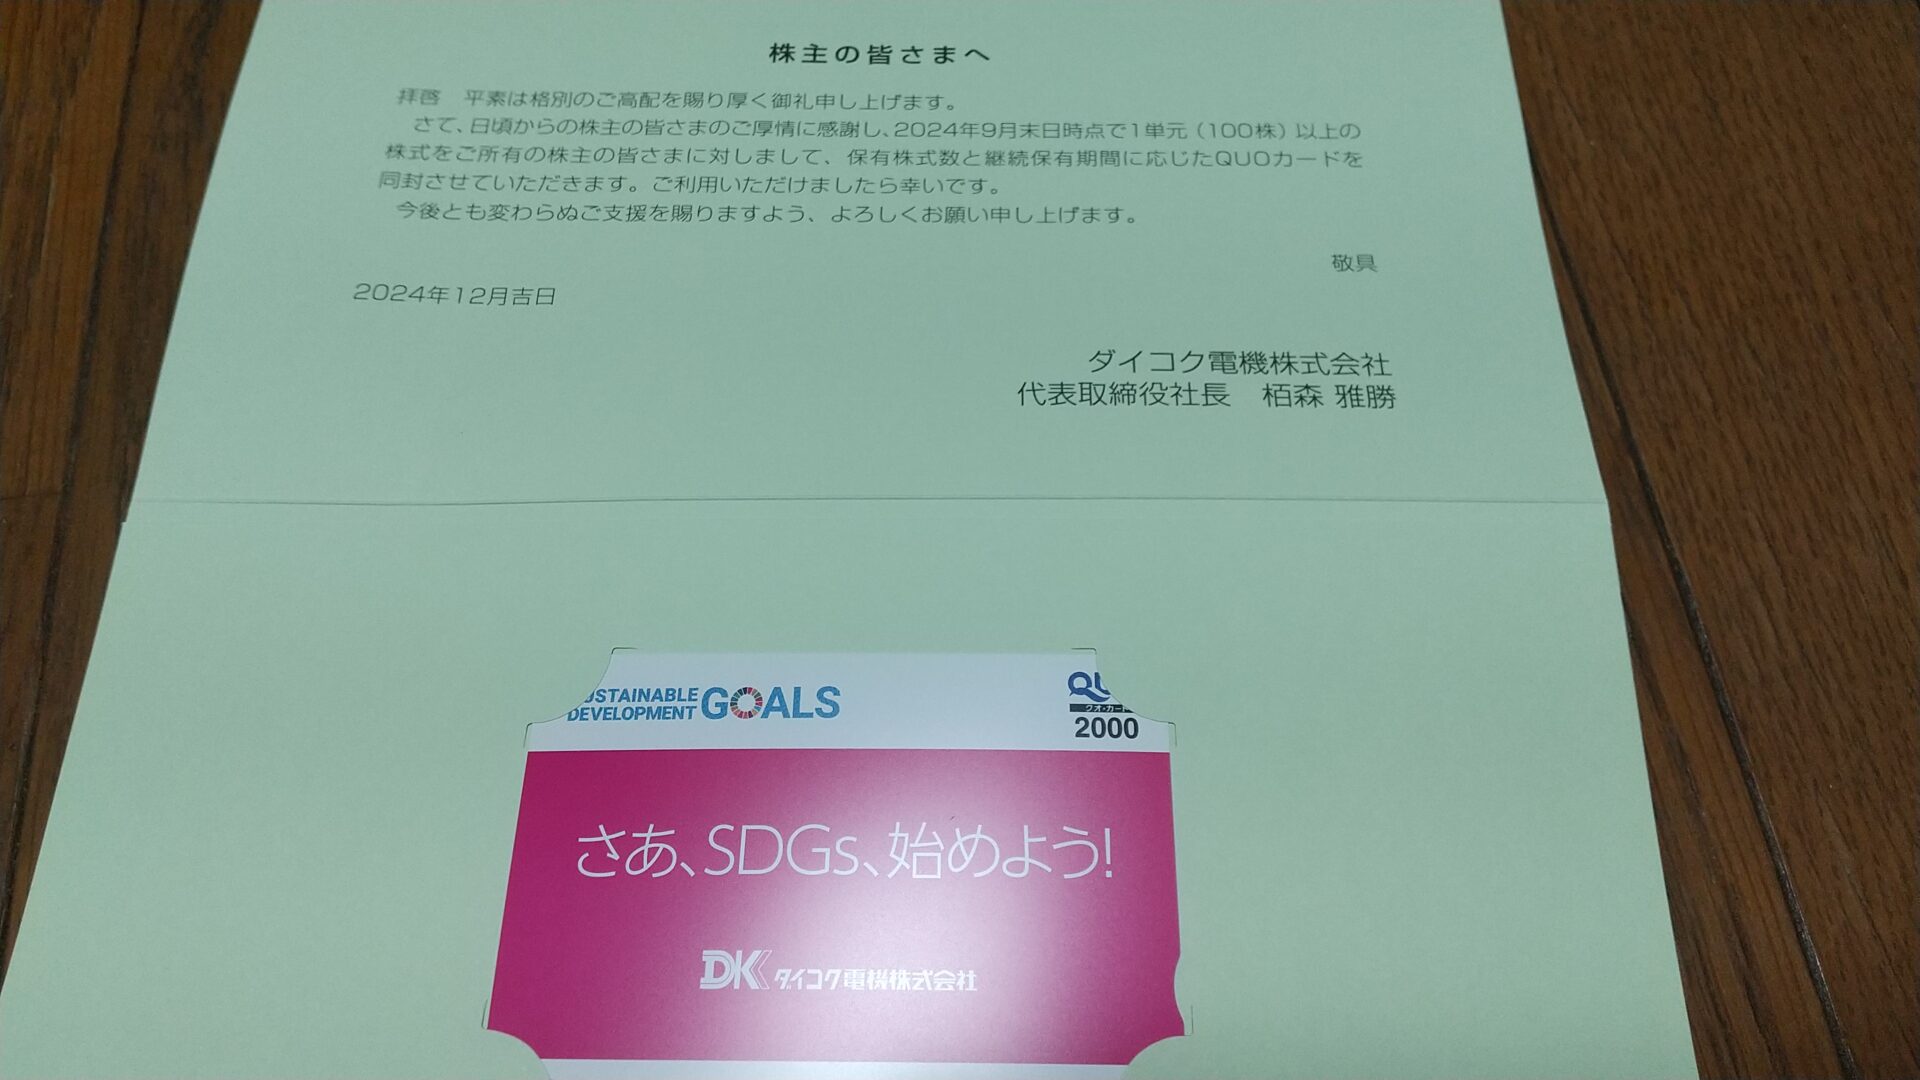 株主の皆さまへ
拝啓　平素は格別のご高配を賜り厚く御礼申し上げます。
さて、日頃からの株主の皆さまのご厚情に感謝し、2024年9月末日時点で1単元（100株）以上の
株式をご所有の株主の皆さまに対しまして、保有株式数と継続保有期間に応じたQUOカードを
同封させていただきます。ご利用いただけましたら幸いです。
今後とも変わらぬご支援を賜りますよう、よろしくお願い申し上げます。
敬具
2024年12月吉日
ダイコク電機株式会社
代表取締役社長　栢森 雅勝
SUSTAINABLE
DEVELOPMENT GOALS
クオ・カード
2000
さあ、SDGs、始めよう!
DK ダイコク電機株式会社